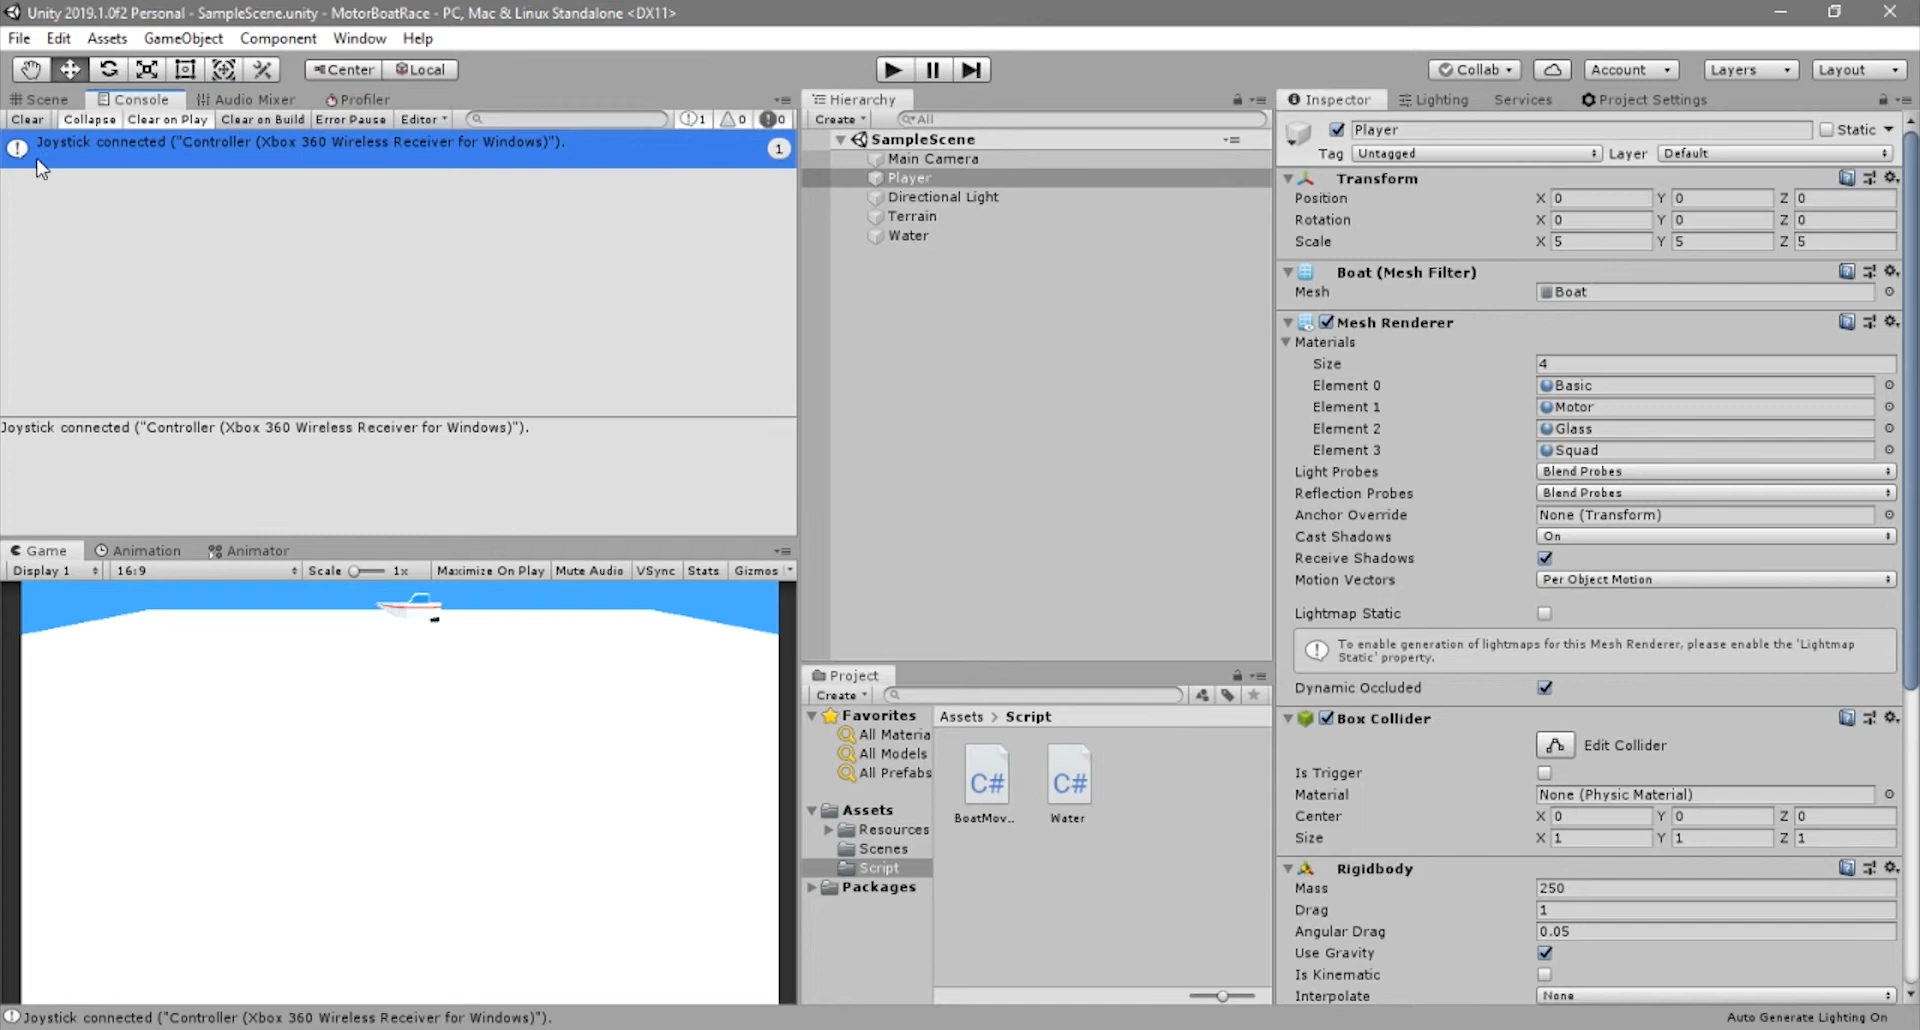 Unity 2019.1.0f2 Personal - SampleScene.unity - MotorBoatRace - PC, Mac & Linux Standalone <DX11>
File Edit Assets GameObject Component Window Help
Center Local Collab Account Layers Layout
Scene Console Audio Mixer Profiler
Clear Collapse Clear on Play Clear on Build Error Pause Editor 1 0 0
Joystick connected ("Controller (Xbox 360 Wireless Receiver for Windows)"). 1
Joystick connected ("Controller (Xbox 360 Wireless Receiver for Windows)").
Game Animation Animator
Display 1 16:9 Scale 1x Maximize On Play Mute Audio VSync Stats Gizmos
Hierarchy
Create All
SampleScene
Main Camera
Player
Directional Light
Terrain
Water
Project
Create
Favorites
All Materia
All Models
All Prefabs
Assets
Resources
Scenes
Script
Packages
Assets > Script
C# C#
BoatMov... Water
Inspector Lighting Services Project Settings
Player Static
Tag Untagged Layer Default
Transform
Position X 0 Y 0 Z 0
Rotation X 0 Y 0 Z 0
Scale X 5 Y 5 Z 5
Boat (Mesh Filter)
Mesh Boat
Mesh Renderer
Materials
Size 4
Element 0 Basic
Element 1 Motor
Element 2 Glass
Element 3 Squad
Light Probes Blend Probes
Reflection Probes Blend Probes
Anchor Override None (Transform)
Cast Shadows On
Receive Shadows
Motion Vectors Per Object Motion
Lightmap Static
To enable generation of lightmaps for this Mesh Renderer, please enable the 'Lightmap
Static' property.
Dynamic Occluded
Box Collider
Edit Collider
Is Trigger
Material None (Physic Material)
Center X 0 Y 0 Z 0
Size X 1 Y 1 Z 1
Rigidbody
Mass 250
Drag 1
Angular Drag 0.05
Use Gravity
Is Kinematic
Interpolate None
Joystick connected ("Controller (Xbox 360 Wireless Receiver for Windows)").
Auto Generate Lighting On